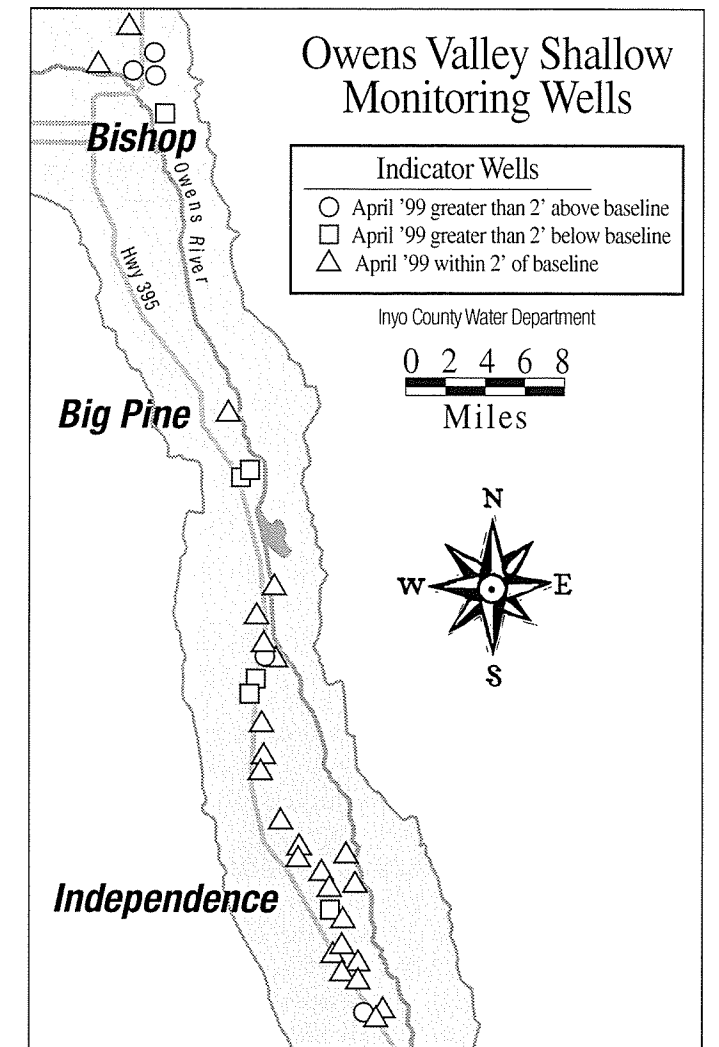 Owens Valley Shallow
Monitoring Wells
Indicator Wells
April '99 greater than 2' above baseline
April '99 greater than 2' below baseline
April '99 within 2' of baseline
Inyo County Water Department
0 2 4 6 8
Miles
N
W E
S
Bishop
Owens River
Hwy 395
Big Pine
Independence